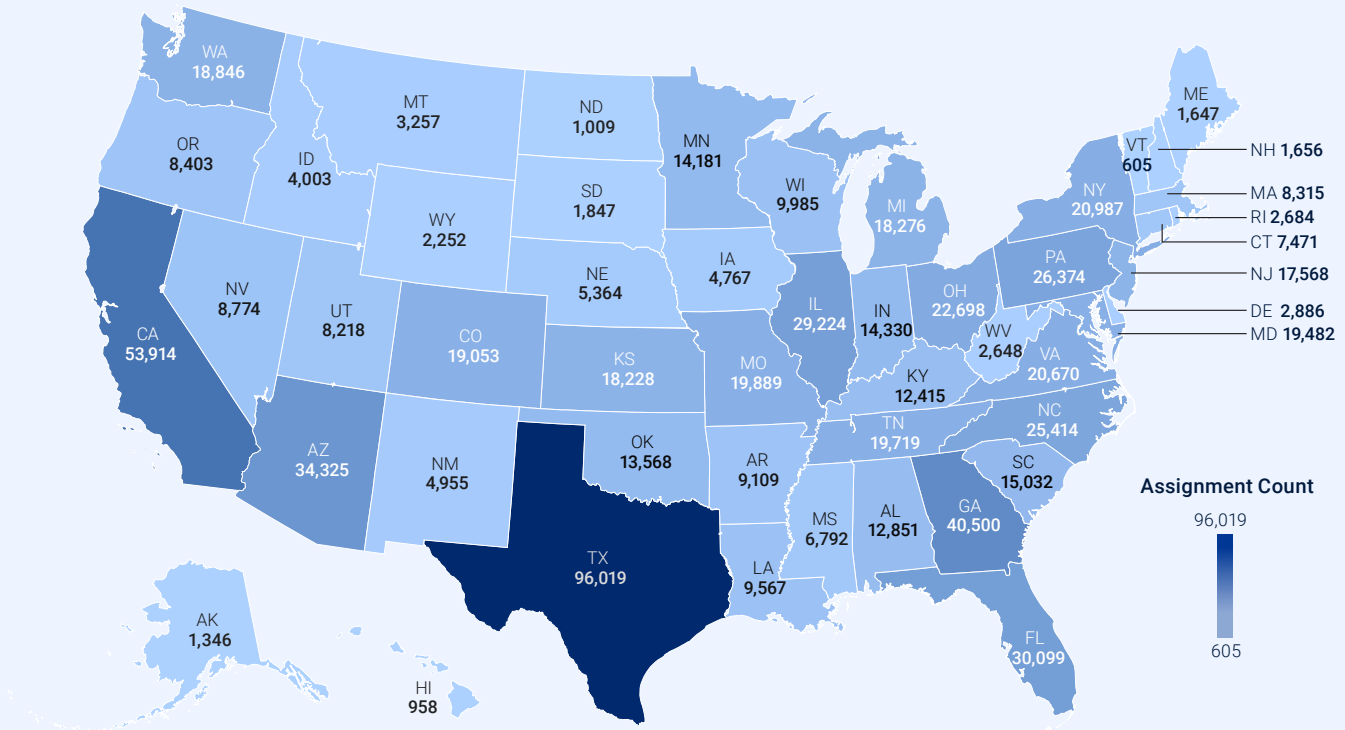 WA
18,846
OR
8,403
ID
4,003
MT
3,257
ND
1,009
MN
14,181
SD
1,847
WY
2,252
WI
9,985
MI
18,276
NY
20,987
VT
605
ME
1,647
NH 1,656
MA 8,315
RI 2,684
CT 7,471
NJ 17,568
DE 2,886
MD 19,482
CA
53,914
NV
8,774
UT
8,218
CO
19,053
NE
5,364
IA
4,767
KS
18,228
MO
19,889
IL
29,224
IN
14,330
OH
22,698
PA
26,374
WV
2,648
VA
20,670
KY
12,415
NC
25,414
TN
19,719
SC
15,032
AZ
34,325
NM
4,955
OK
13,568
AR
9,109
MS
6,792
AL
12,851
GA
40,500
TX
96,019
LA
9,567
FL
30,099
AK
1,346
HI
958
Assignment Count
96,019
605